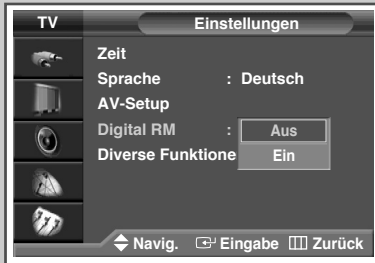 TV Einstellungen
Zeit
Sprache : Deutsch
AV-Setup
Digital RM : Aus
Diverse Funktione Ein
Navig. Eingabe Zurück